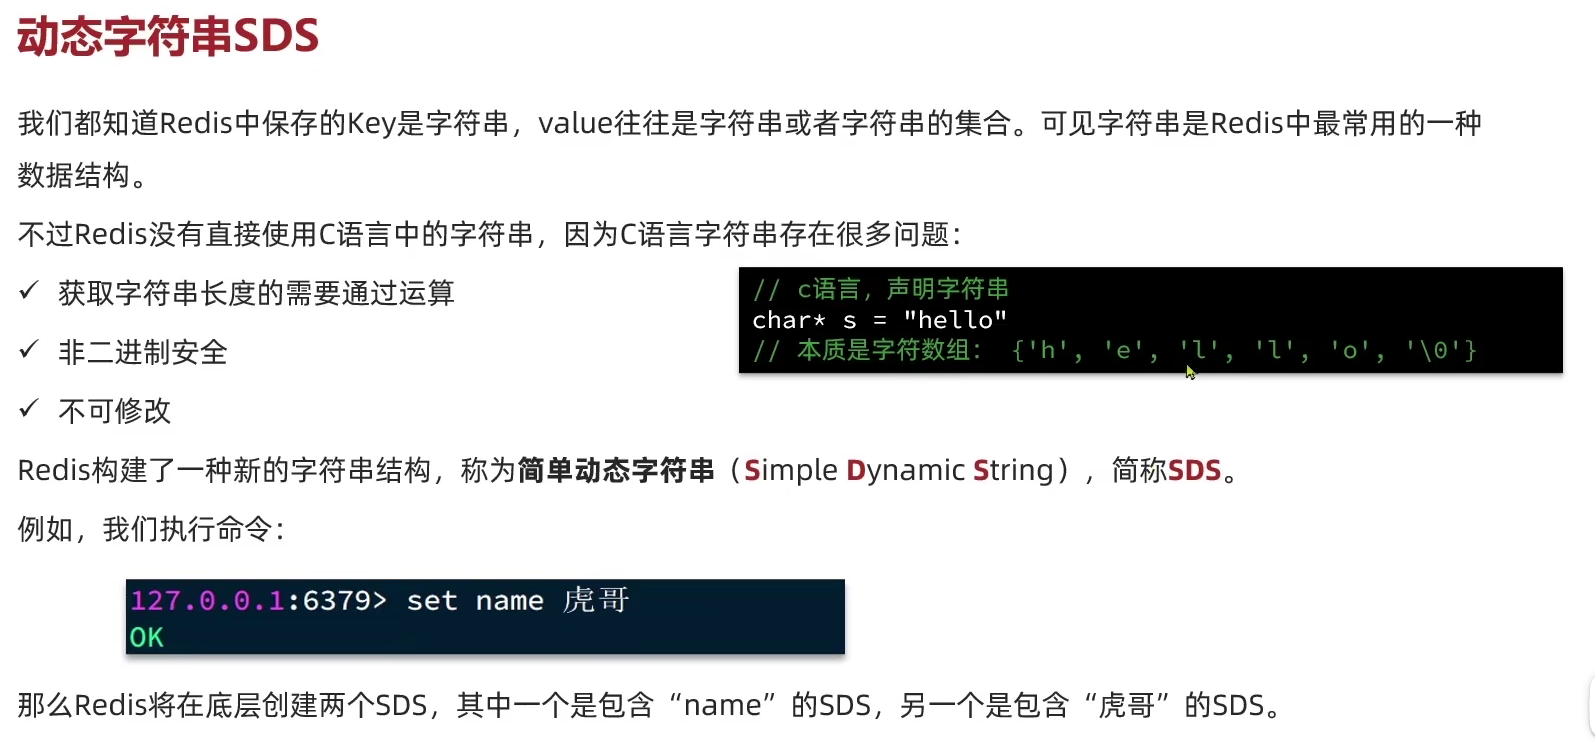 动态字符串SDS
我们都知道Redis中保存的Key是字符串，value往往是字符串或者字符串的集合。可见字符串是Redis中最常用的一种
数据结构。
不过Redis没有直接使用C语言中的字符串，因为C语言字符串存在很多问题：
✓ 获取字符串长度的需要通过运算
✓ 非二进制安全
✓ 不可修改
// c语言，声明字符串
char* s = "hello"
// 本质是字符数组： {'h', 'e', 'l', 'l', 'o', '\0'}
Redis构建了一种新的字符串结构，称为简单动态字符串（Simple Dynamic String），简称SDS。
例如，我们执行命令：
127.0.0.1:6379> set name 虎哥
OK
那么Redis将在底层创建两个SDS，其中一个是包含“name”的SDS，另一个是包含“虎哥”的SDS。